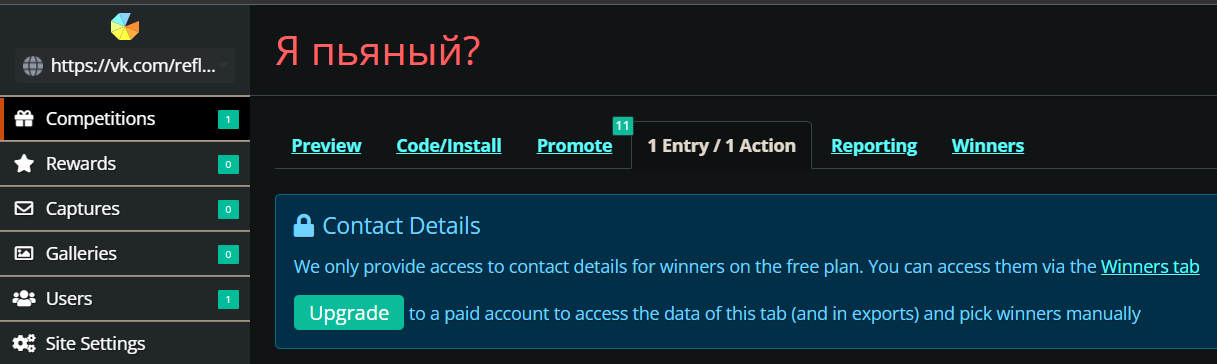 https://vk.com/refl...
Competitions 1
Rewards 0
Captures 0
Galleries 0
Users 1
Site Settings
Я пьяный?
Preview Code/Install Promote 11 1 Entry / 1 Action Reporting Winners
Contact Details
We only provide access to contact details for winners on the free plan. You can access them via the Winners tab
Upgrade to a paid account to access the data of this tab (and in exports) and pick winners manually